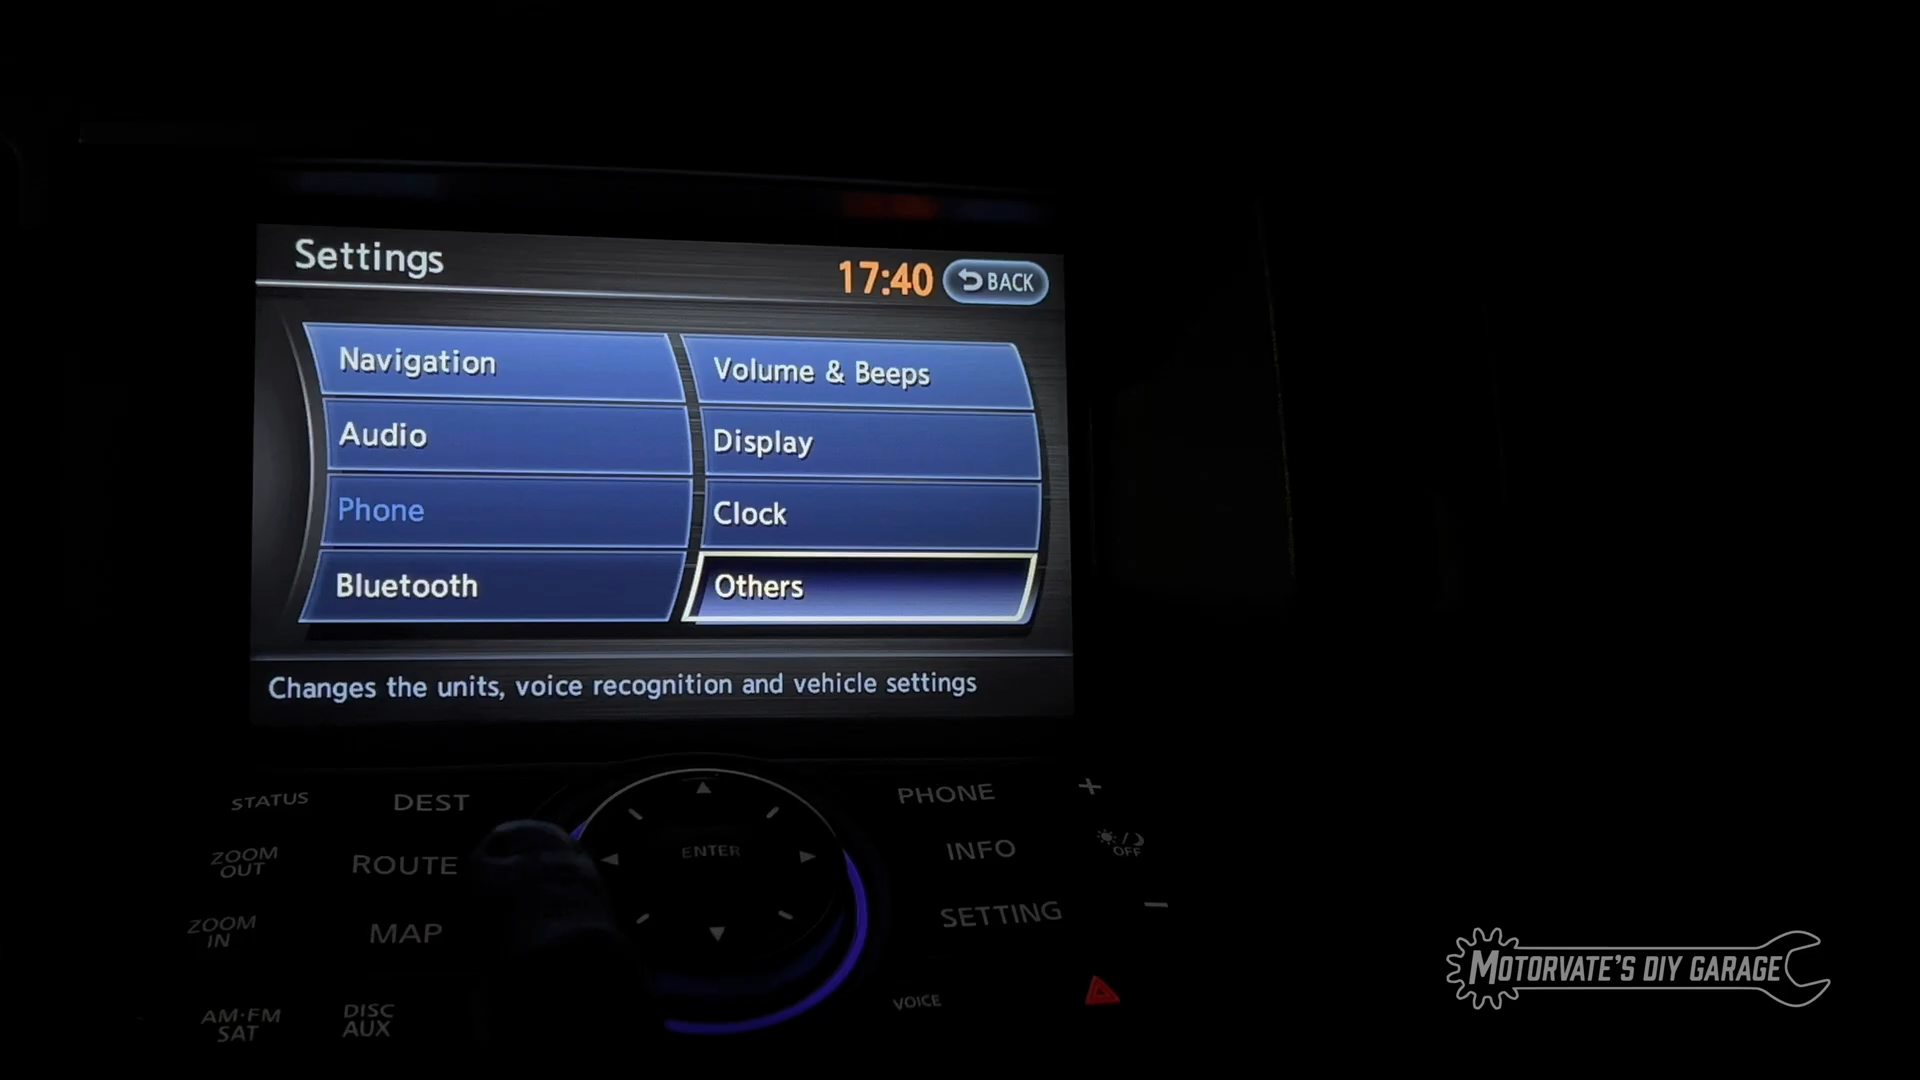 Settings
17:40
BACK
Navigation
Volume & Beeps
Audio
Display
Phone
Clock
Bluetooth
Others
Changes the units, voice recognition and vehicle settings
STATUS
DEST
PHONE
+
ZOOM
OUT
ROUTE
ENTER
INFO
OFF
ZOOM
IN
MAP
SETTING
-
AM·FM
SAT
DISC
AUX
VOICE
MOTORVATE'S DIY GARAGE